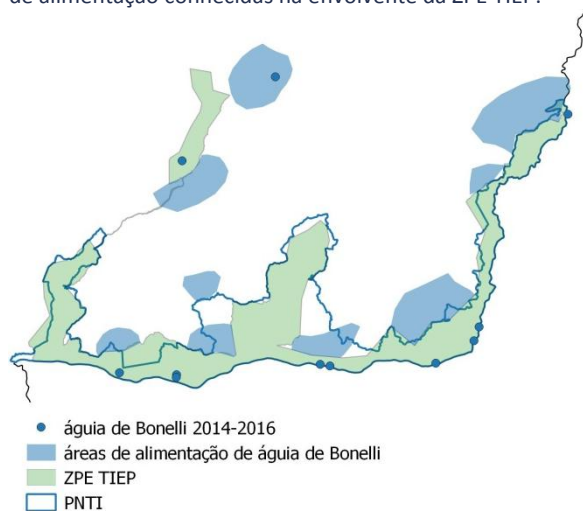 de alimentação connecidas na envolvente da ZPE TIEP.
águia de Bonelli 2014-2016
áreas de alimentação de águia de Bonelli
ZPE TIEP
PNTI